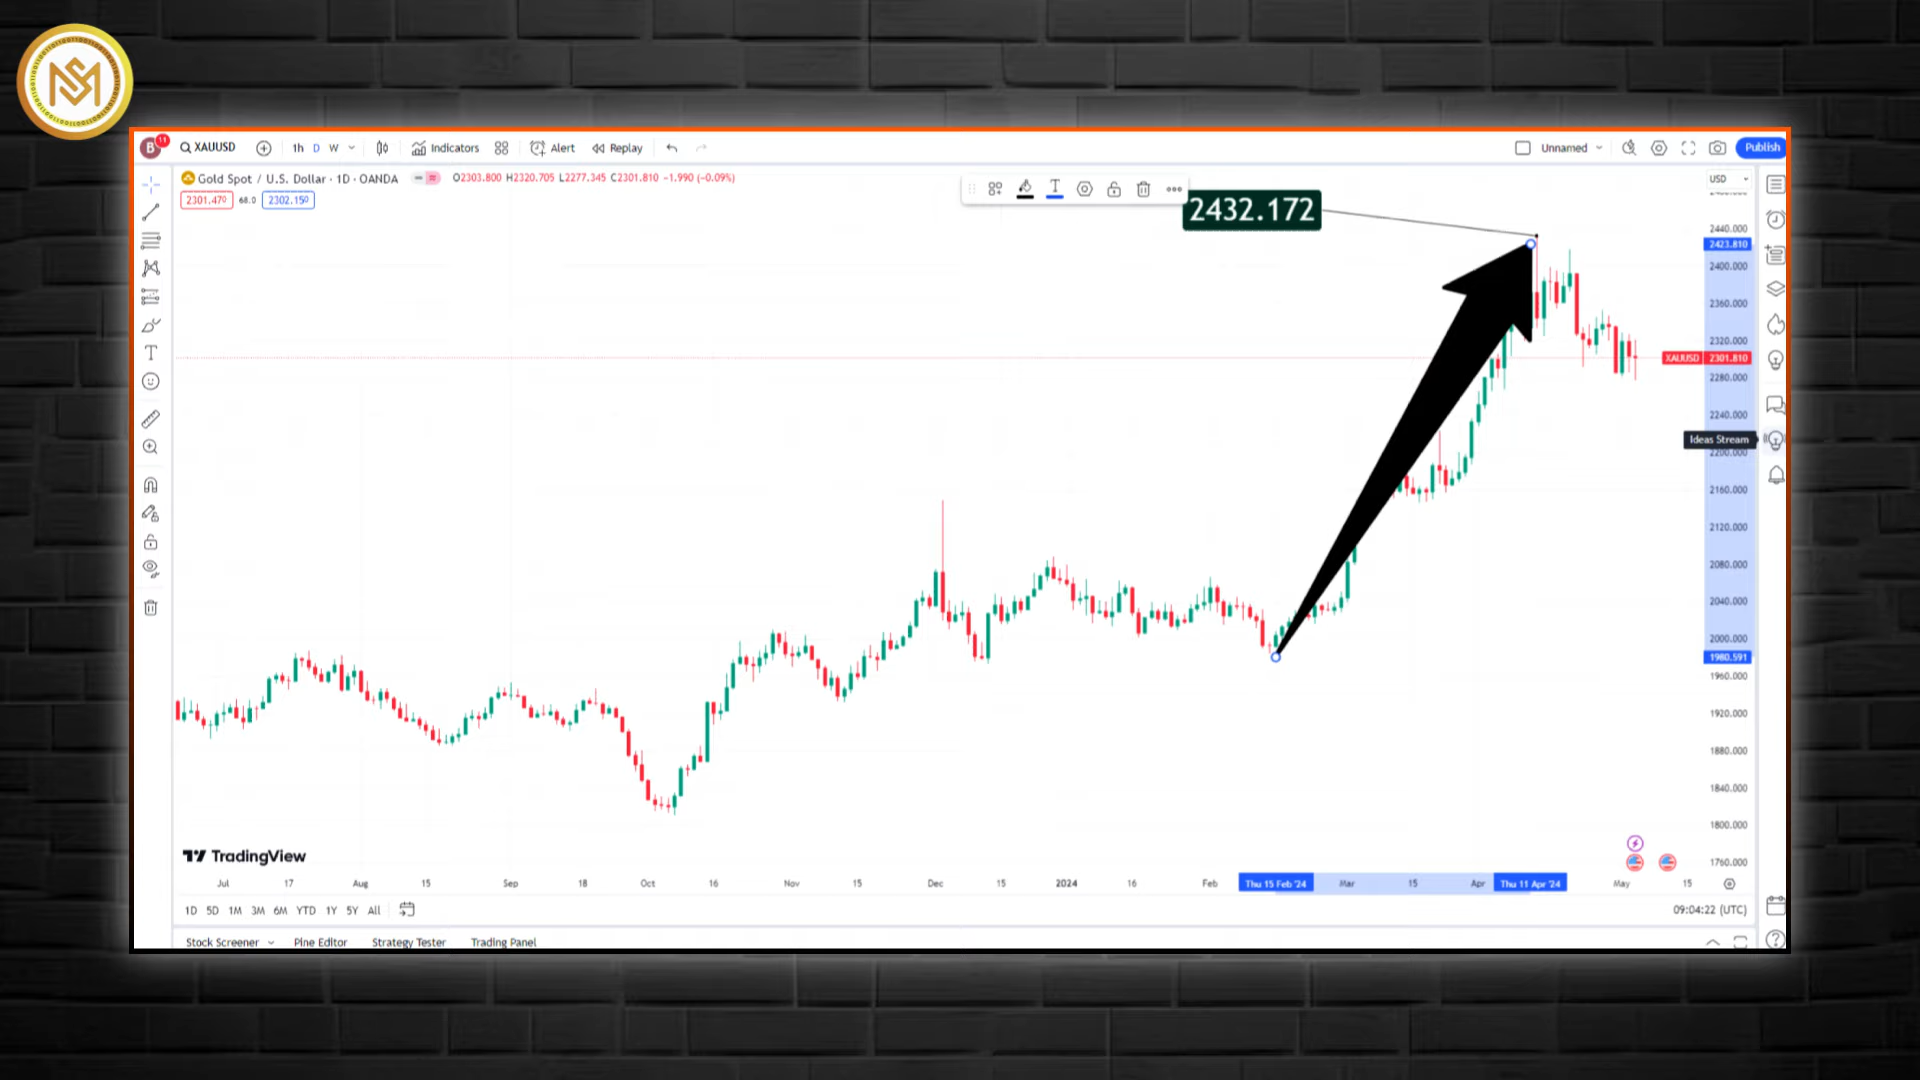 B 11 XAUUSD 1h D W Indicators Alert Replay Unnamed Publish
Gold Spot / U.S. Dollar · 1D · OANDA O2303.800 H2320.705 L2277.345 C2301.810 −1.990 (−0.09%) USD
2301.470 68.0 2302.150
2432.172
2440.000
2423.810
2400.000
2360.000
2320.000
XAUUSD 2301.810
2280.000
2240.000
Ideas Stream
2200.000
2160.000
2120.000
2080.000
2040.000
2000.000
1980.591
1960.000
1920.000
1880.000
1840.000
1800.000
1760.000
TradingView
Jul 17 Aug 15 Sep 18 Oct 16 Nov 15 Dec 15 2024 16 Feb Thu 15 Feb '24 Mar 15 Apr Thu 11 Apr '24 May 15
1D 5D 1M 3M 6M YTD 1Y 5Y All 09:04:22 (UTC)
Stock Screener Pine Editor Strategy Tester Trading Panel